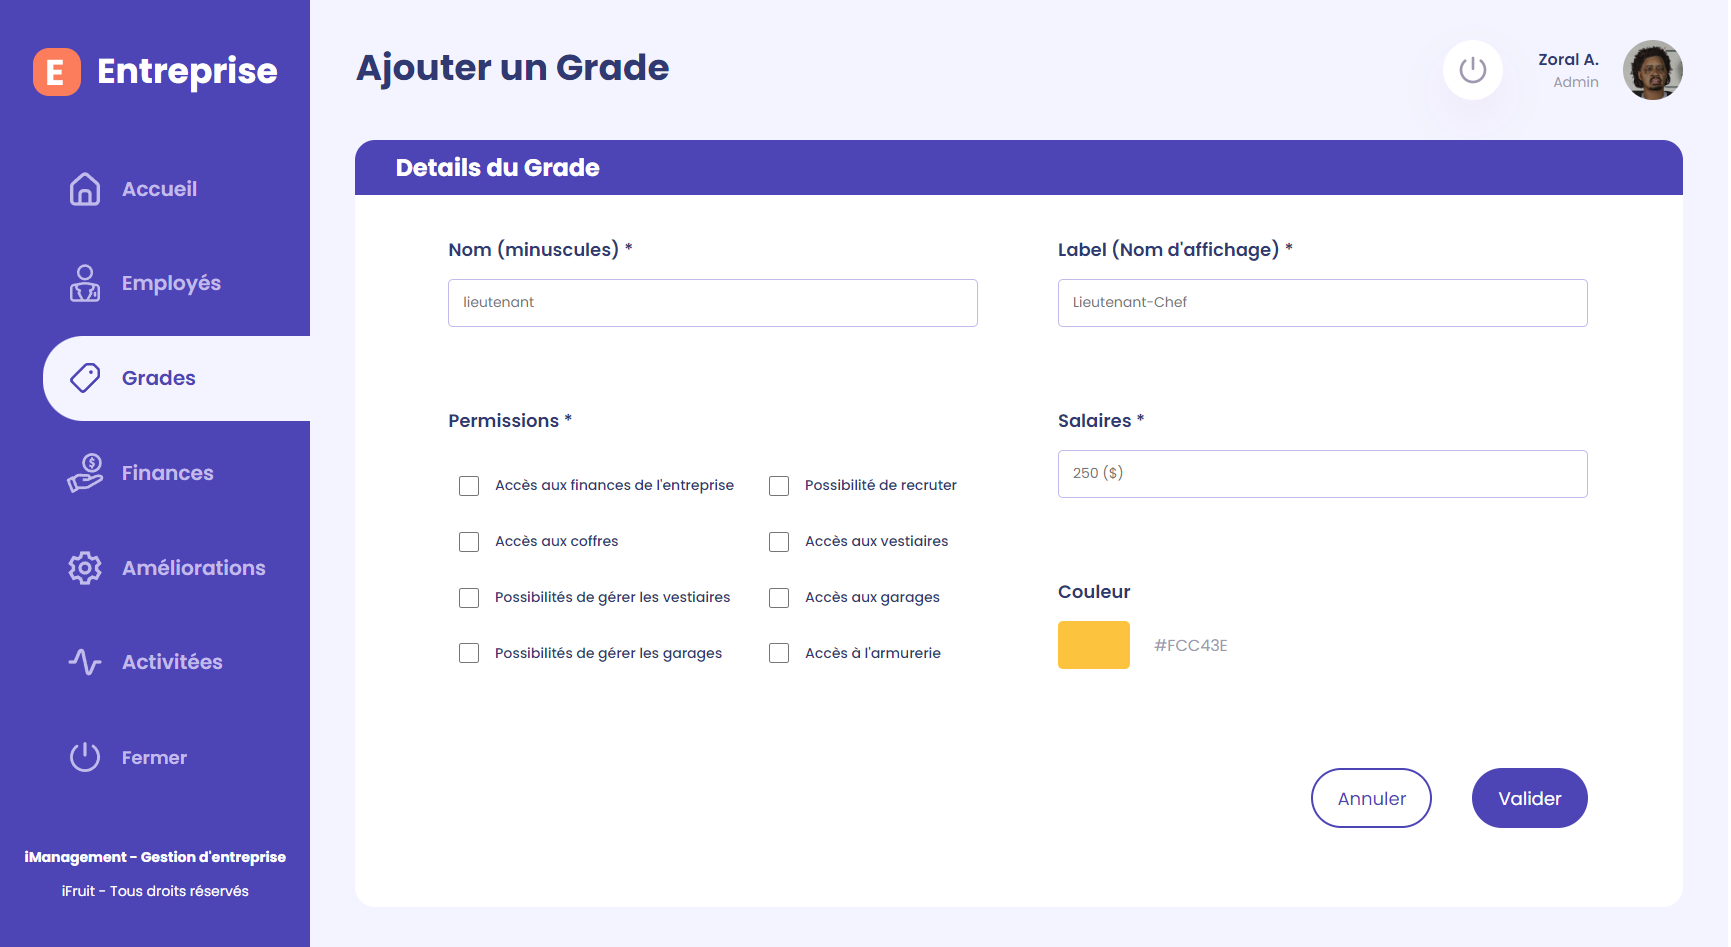 E Entreprise
Accueil
Employés
Grades
Finances
Améliorations
Activitées
Fermer
iManagement - Gestion d'entreprise
iFruit - Tous droits réservés
Ajouter un Grade
Zoral A.
Admin
Details du Grade
Nom (minuscules) *
lieutenant
Label (Nom d'affichage) *
Lieutenant-Chef
Permissions *
Accès aux finances de l'entreprise
Possibilité de recruter
Accès aux coffres
Accès aux vestiaires
Possibilités de gérer les vestiaires
Accès aux garages
Possibilités de gérer les garages
Accès à l'armurerie
Salaires *
250 ($)
Couleur
#FCC43E
Annuler
Valider